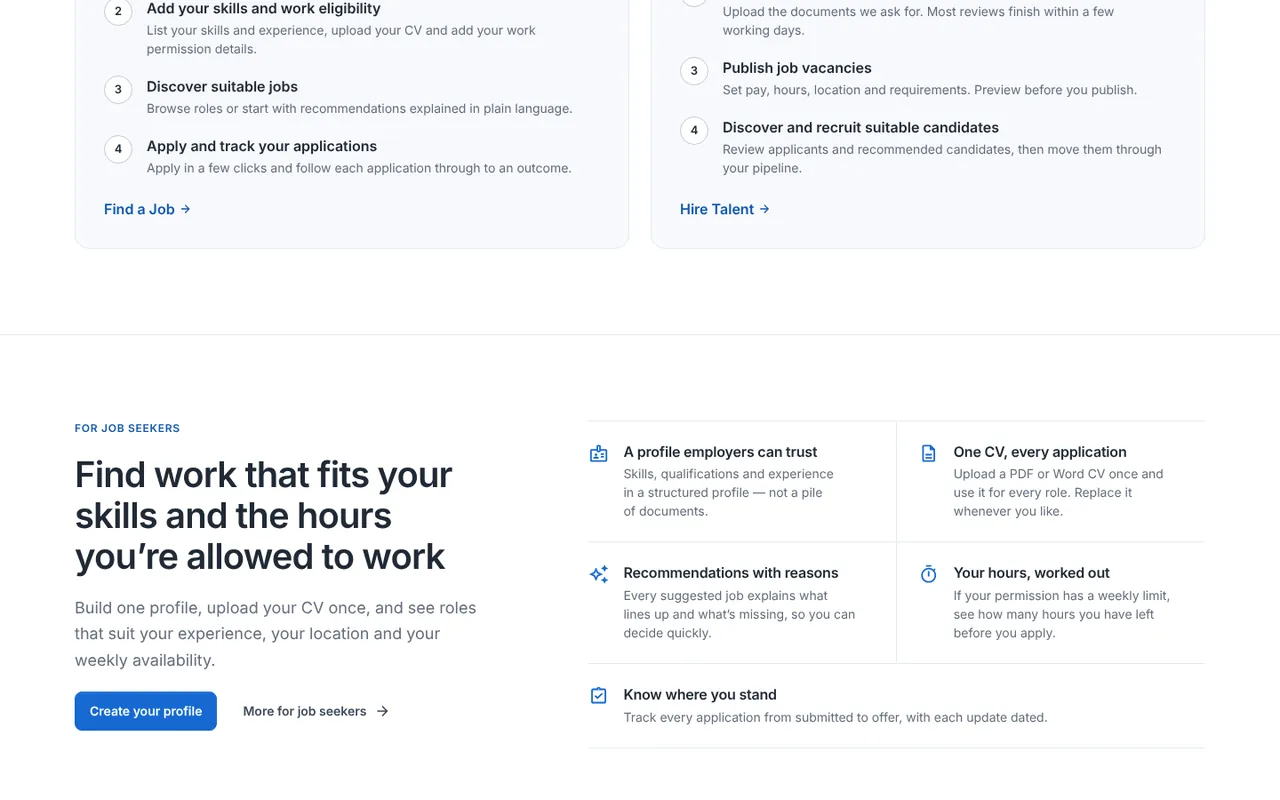 2
Add your skills and work eligibility
List your skills and experience, upload your CV and add your work
permission details.
3
Discover suitable jobs
Browse roles or start with recommendations explained in plain language.
4
Apply and track your applications
Apply in a few clicks and follow each application through to an outcome.
Find a Job →
Upload the documents we ask for. Most reviews finish within a few
working days.
3
Publish job vacancies
Set pay, hours, location and requirements. Preview before you publish.
4
Discover and recruit suitable candidates
Review applicants and recommended candidates, then move them through
your pipeline.
Hire Talent →
FOR JOB SEEKERS
Find work that fits your
skills and the hours
you’re allowed to work
Build one profile, upload your CV once, and see roles
that suit your experience, your location and your
weekly availability.
Create your profile
More for job seekers →
A profile employers can trust
Skills, qualifications and experience
in a structured profile — not a pile
of documents.
One CV, every application
Upload a PDF or Word CV once and
use it for every role. Replace it
whenever you like.
Recommendations with reasons
Every suggested job explains what
lines up and what’s missing, so you can
decide quickly.
Your hours, worked out
If your permission has a weekly limit,
see how many hours you have left
before you apply.
Know where you stand
Track every application from submitted to offer, with each update dated.